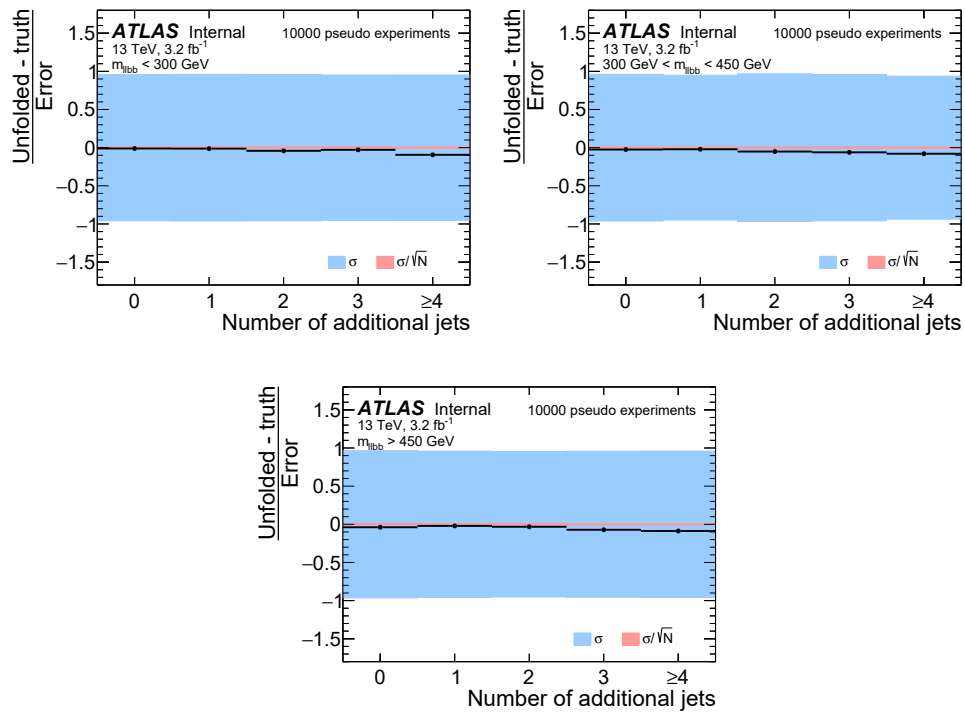 Unfolded - truth
Error
ATLAS Internal 10000 pseudo experiments
13 TeV, 3.2 fb⁻¹
m_llbb < 300 GeV
1.5
1
0.5
0
−0.5
−1
−1.5
σ σ/√N
0 1 2 3 ≥4
Number of additional jets
Unfolded - truth
Error
ATLAS Internal 10000 pseudo experiments
13 TeV, 3.2 fb⁻¹
300 GeV < m_llbb < 450 GeV
1.5
1
0.5
0
−0.5
−1
−1.5
σ σ/√N
0 1 2 3 ≥4
Number of additional jets
Unfolded - truth
Error
ATLAS Internal 10000 pseudo experiments
13 TeV, 3.2 fb⁻¹
m_llbb > 450 GeV
1.5
1
0.5
0
−0.5
−1
−1.5
σ σ/√N
0 1 2 3 ≥4
Number of additional jets